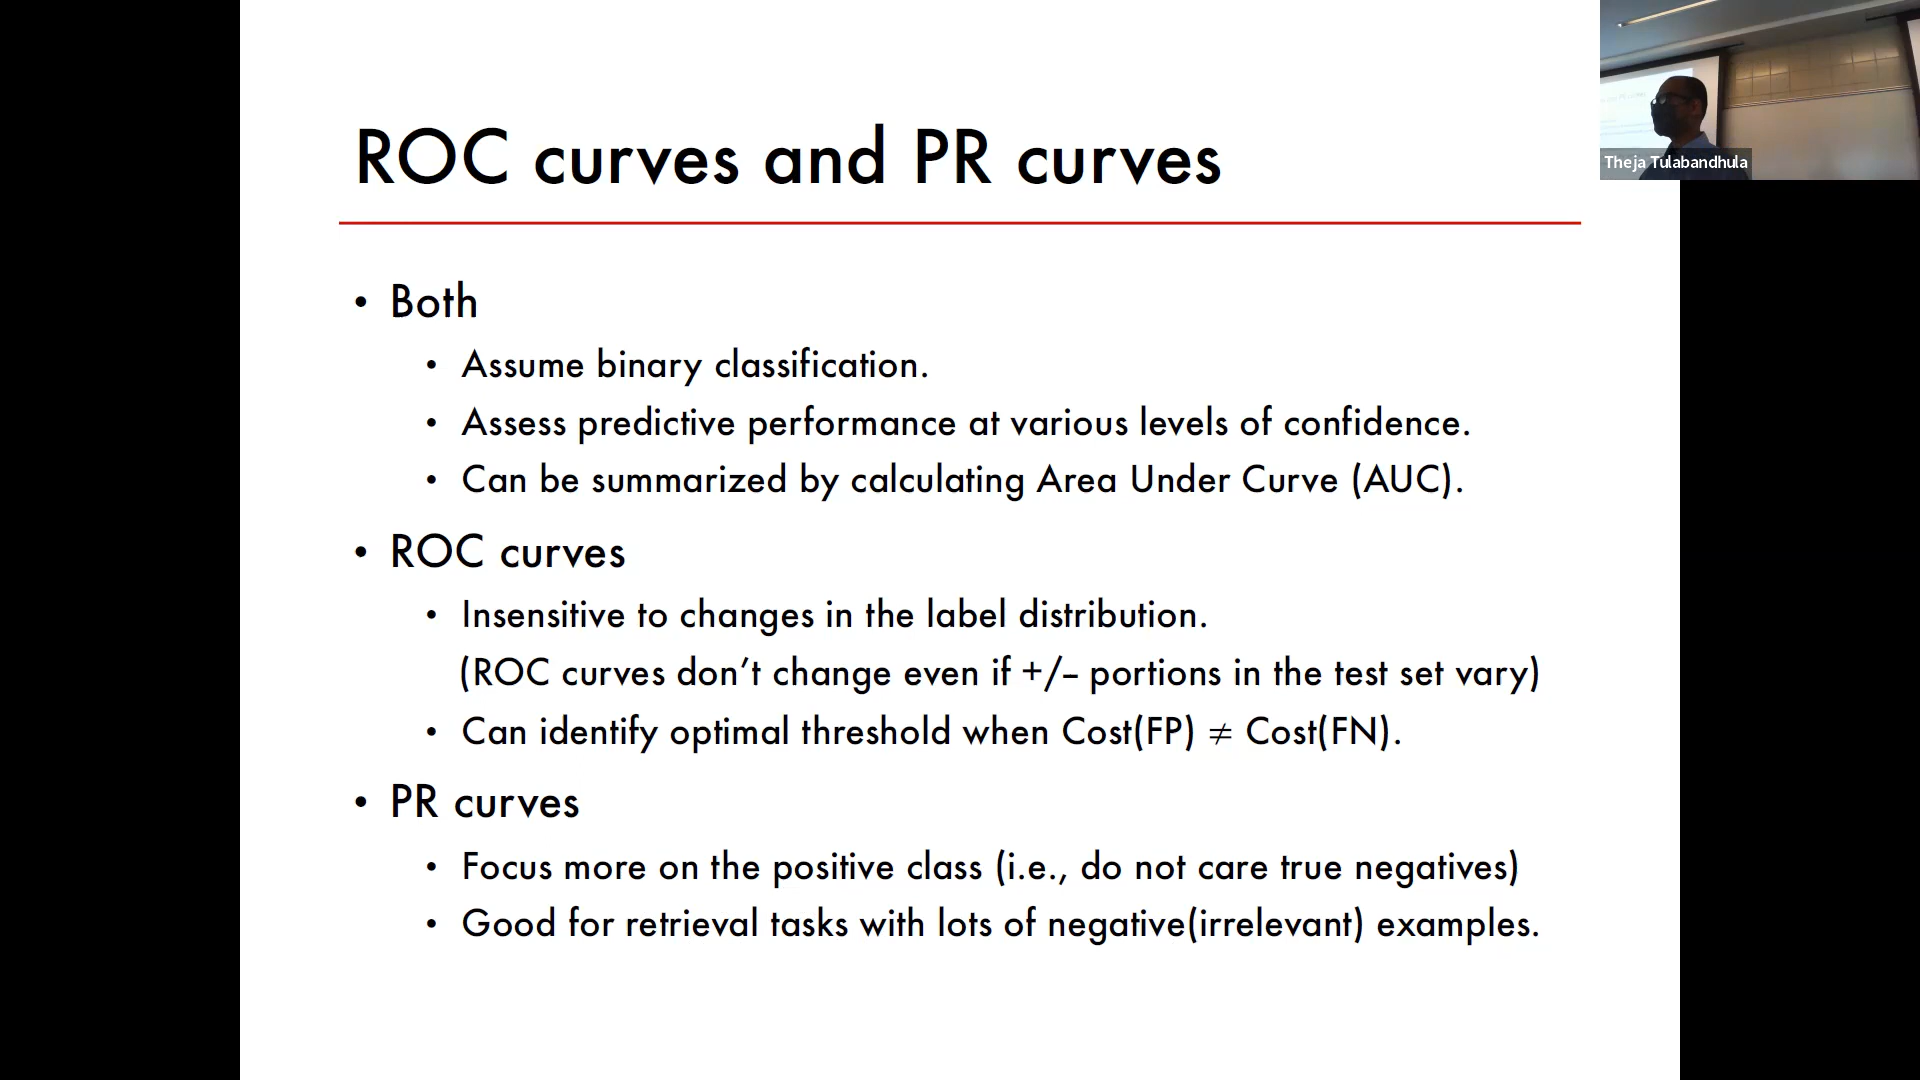 ROC curves and PR curves
Theja Tulabandhula
• Both
• Assume binary classification.
• Assess predictive performance at various levels of confidence.
• Can be summarized by calculating Area Under Curve (AUC).
• ROC curves
• Insensitive to changes in the label distribution.
(ROC curves don’t change even if +/– portions in the test set vary)
• Can identify optimal threshold when Cost(FP) ≠ Cost(FN).
• PR curves
• Focus more on the positive class (i.e., do not care true negatives)
• Good for retrieval tasks with lots of negative(irrelevant) examples.